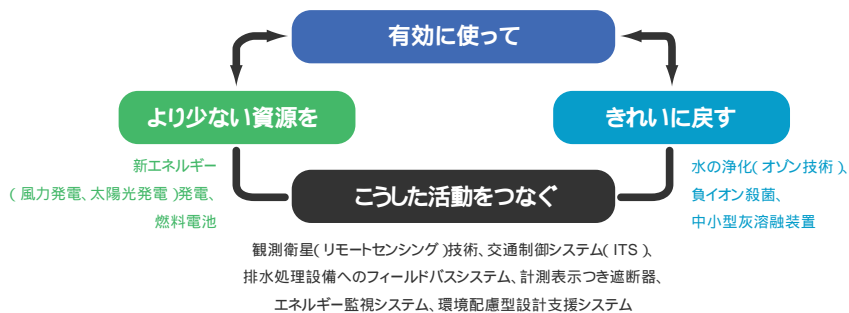 有効に使って
より少ない資源を
きれいに戻す
新エネルギー
(風力発電、太陽光発電)発電、
燃料電池
水の浄化(オゾン技術)、
負イオン殺菌、
中小型灰溶融装置
こうした活動をつなぐ
観測衛星(リモートセンシング)技術、交通制御システム(ITS)、
排水処理設備へのフィールドバスシステム、計測表示つき遮断器、
エネルギー監視システム、環境配慮型設計支援システム